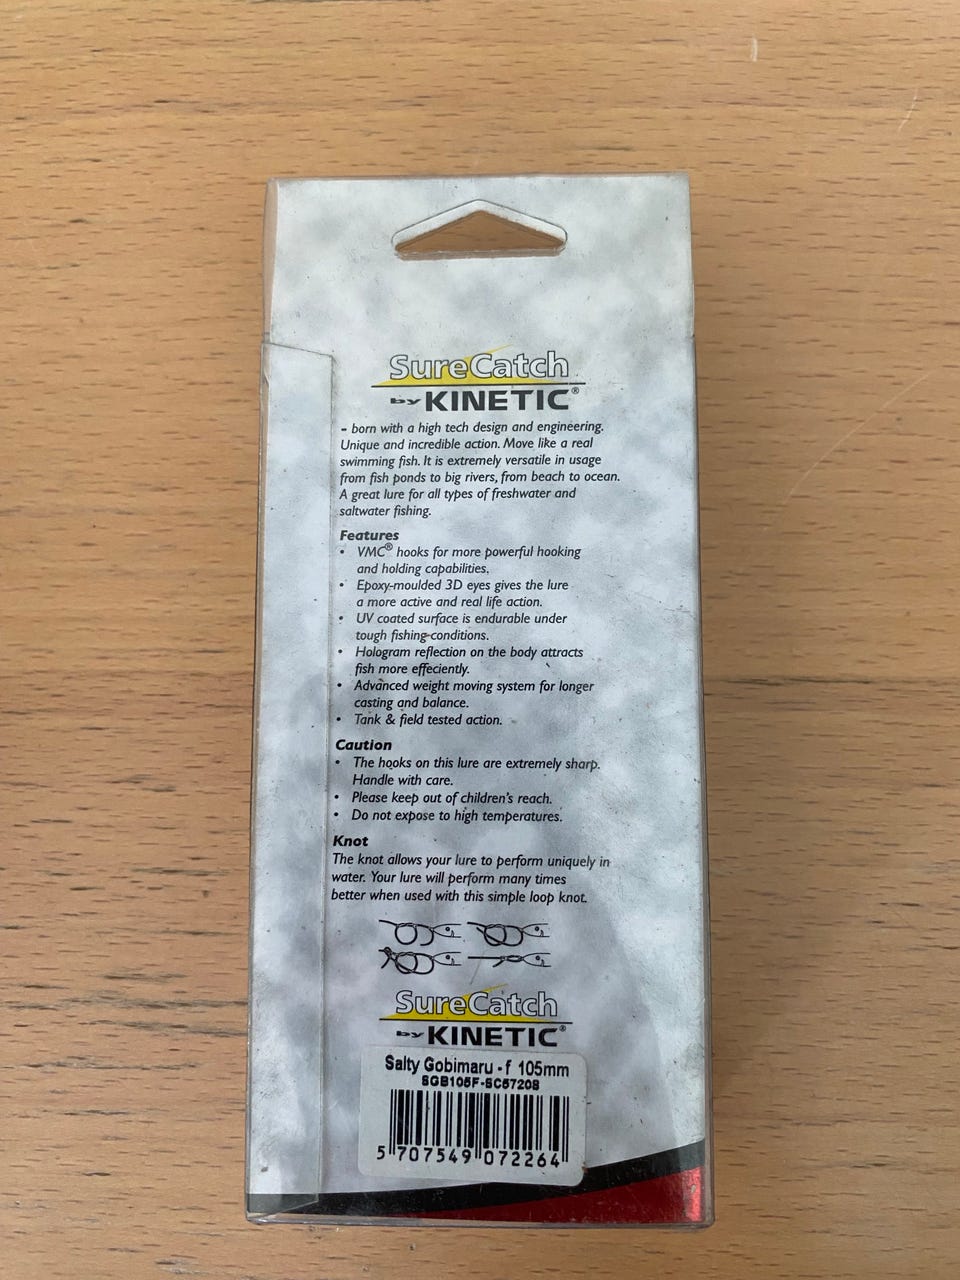 SureCatch
by KINETIC®
- born with a high tech design and engineering.
Unique and incredible action. Move like a real
swimming fish. It is extremely versatile in usage
from fish ponds to big rivers, from beach to ocean.
A great lure for all types of freshwater and
saltwater fishing.
Features
• VMC® hooks for more powerful hooking
and holding capabilities.
• Epoxy-moulded 3D eyes gives the lure
a more active and real life action.
• UV coated surface is endurable under
tough fishing-conditions.
• Hologram reflection on the body attracts
fish more effeciently.
• Advanced weight moving system for longer
casting and balance.
• Tank & field tested action.
Caution
• The hooks on this lure are extremely sharp.
Handle with care.
• Please keep out of children's reach.
• Do not expose to high temperatures.
Knot
The knot allows your lure to perform uniquely in
water. Your lure will perform many times
better when used with this simple loop knot.
SureCatch
by KINETIC®
Salty Gobimaru - f 105mm
SGB105F-SC57208
5 707549 072264